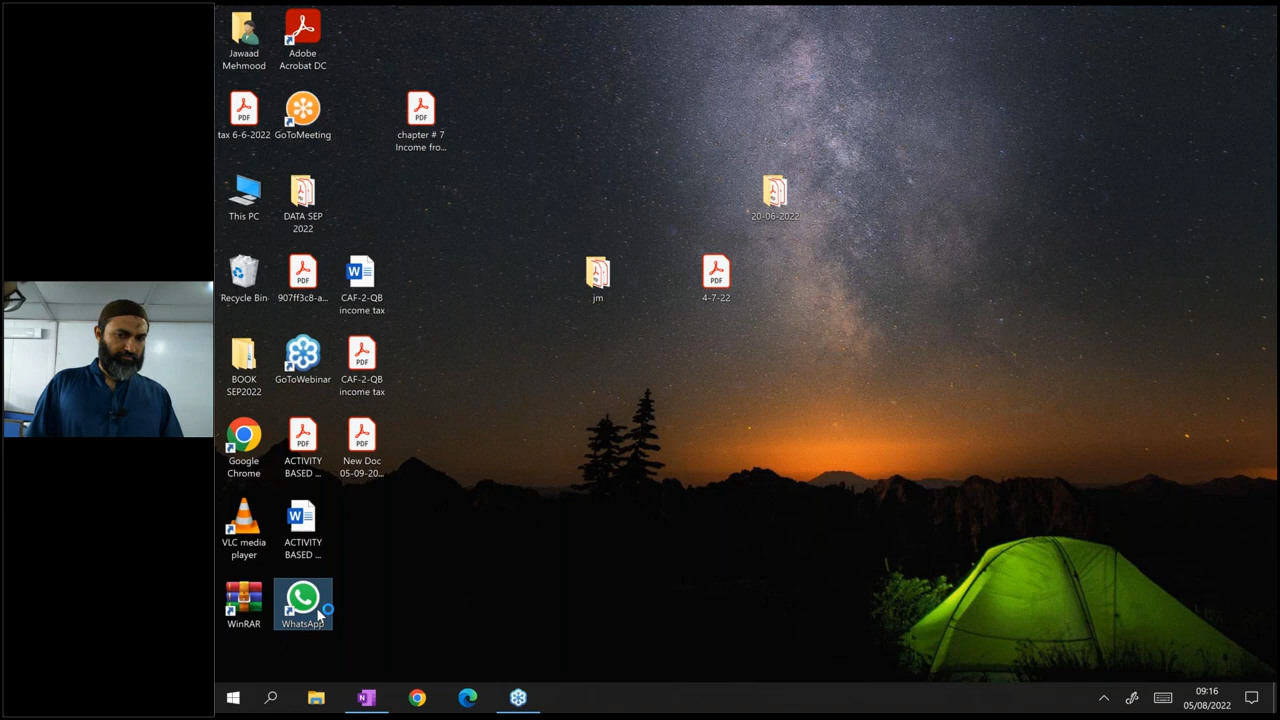 Jawaad
Mehmood
Adobe
Acrobat DC
tax 6-6-2022
GoToMeeting
chapter # 7
Income fro...
This PC
DATA SEP
2022
20-06-2022
Recycle Bin
907ff3c8-a...
CAF-2-QB
income tax
jm
4-7-22
BOOK
SEP2022
GoToWebinar
CAF-2-QB
income tax
Google
Chrome
ACTIVITY
BASED ...
New Doc
05-09-20...
VLC media
player
ACTIVITY
BASED ...
WinRAR
WhatsApp
09:16
05/08/2022